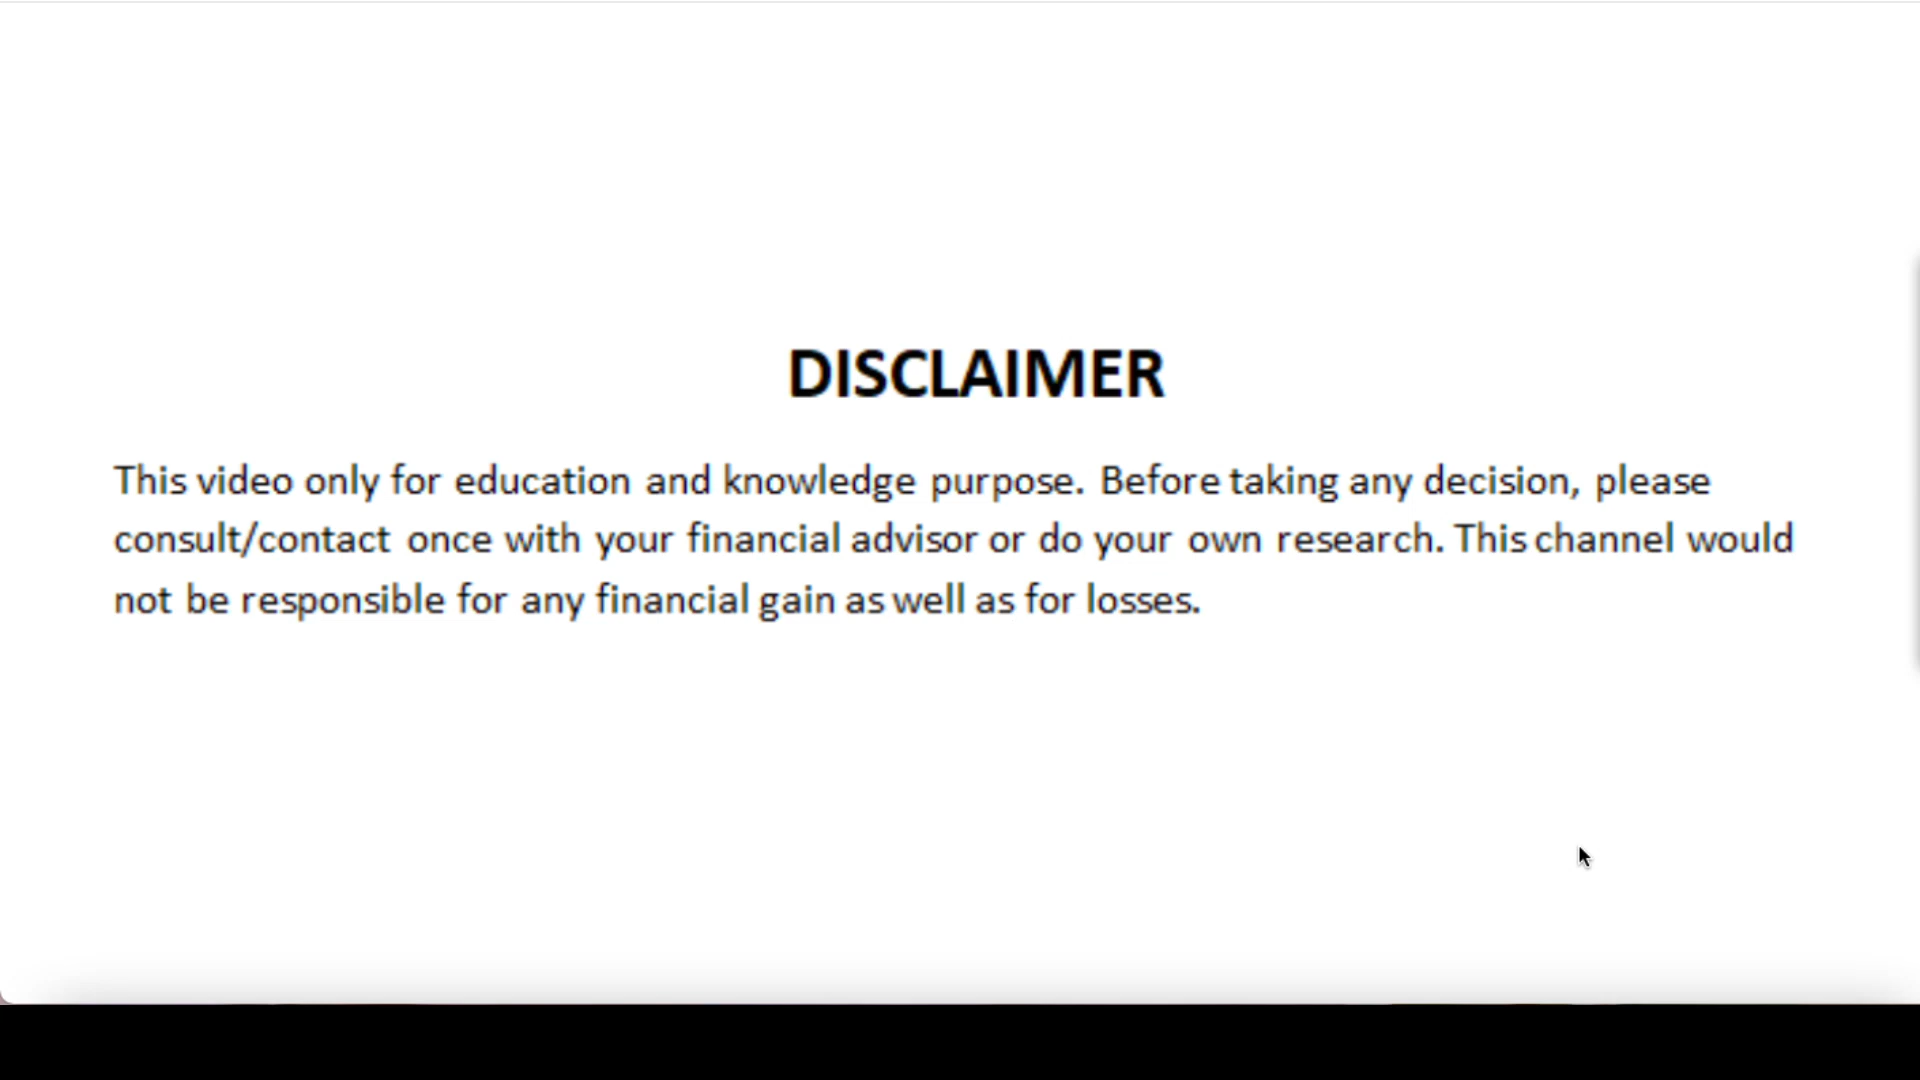 DISCLAIMER
This video only for education and knowledge purpose. Before taking any decision, please
consult/contact once with your financial advisor or do your own research. This channel would
not be responsible for any financial gain as well as for losses.